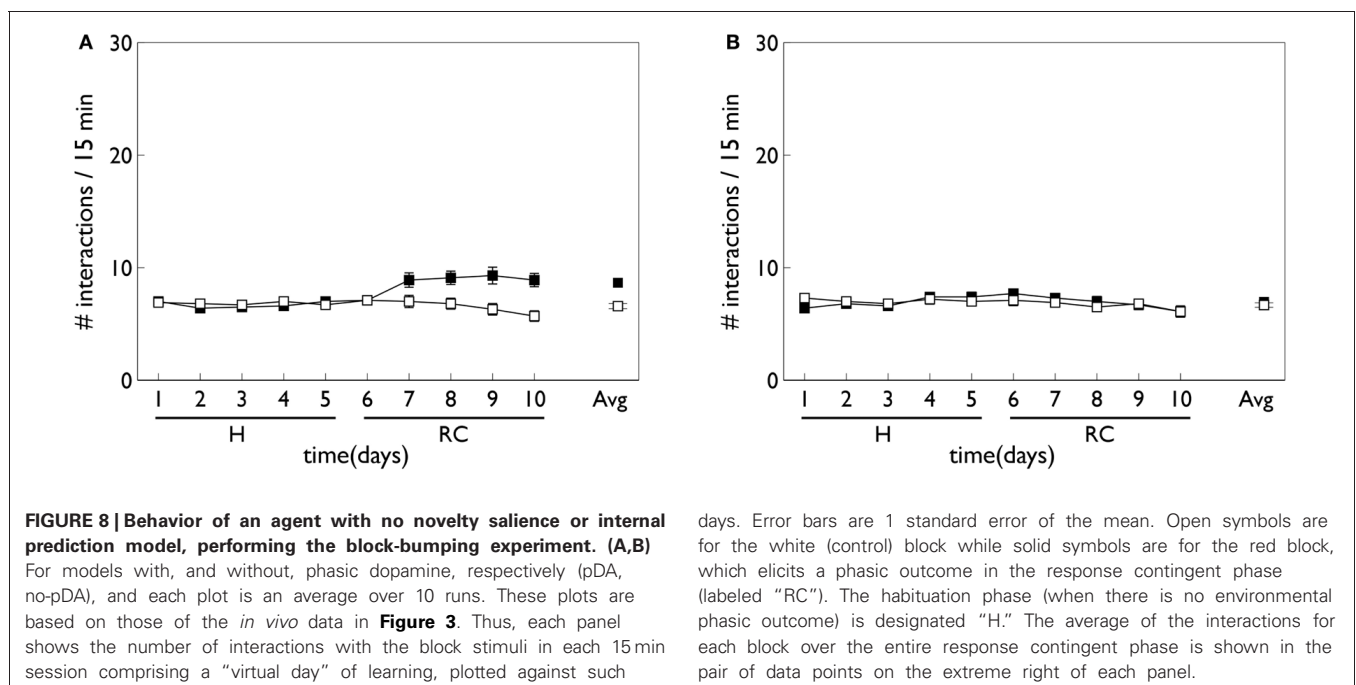 A
30
20
10
0
# interactions / 15 min
1 2 3 4 5 6 7 8 9 10 Avg
H RC
time(days)
B
30
20
10
0
# interactions / 15 min
1 2 3 4 5 6 7 8 9 10 Avg
H RC
time(days)
FIGURE 8 | Behavior of an agent with no novelty salience or internal
prediction model, performing the block-bumping experiment. (A,B)
For models with, and without, phasic dopamine, respectively (pDA,
no-pDA), and each plot is an average over 10 runs. These plots are
based on those of the in vivo data in Figure 3. Thus, each panel
shows the number of interactions with the block stimuli in each 15 min
session comprising a “virtual day” of learning, plotted against such
days. Error bars are 1 standard error of the mean. Open symbols are
for the white (control) block while solid symbols are for the red block,
which elicits a phasic outcome in the response contingent phase
(labeled “RC”). The habituation phase (when there is no environmental
phasic outcome) is designated “H.” The average of the interactions for
each block over the entire response contingent phase is shown in the
pair of data points on the extreme right of each panel.